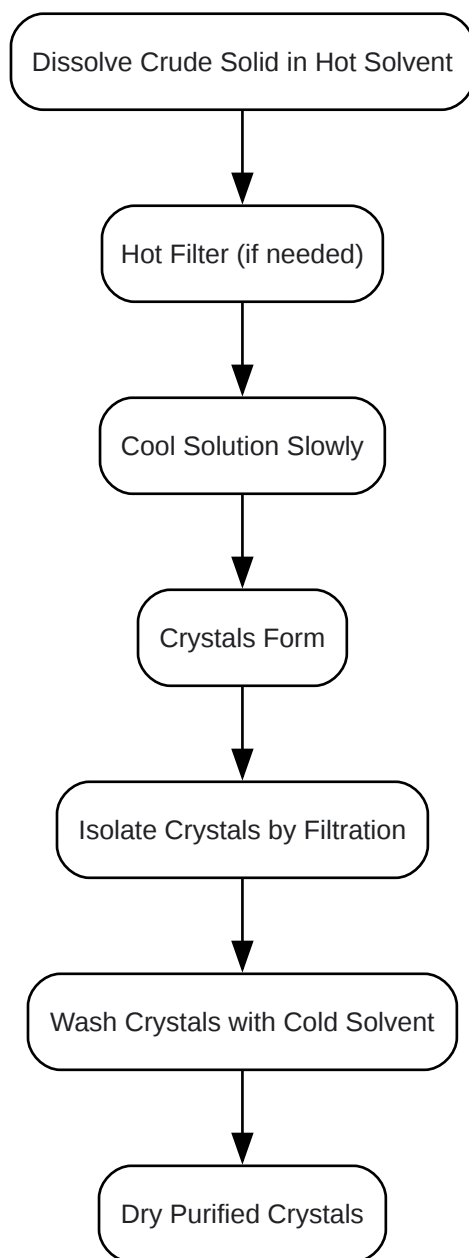 Dissolve Crude Solid in Hot Solvent
Hot Filter (if needed)
Cool Solution Slowly
Crystals Form
Isolate Crystals by Filtration
Wash Crystals with Cold Solvent
Dry Purified Crystals